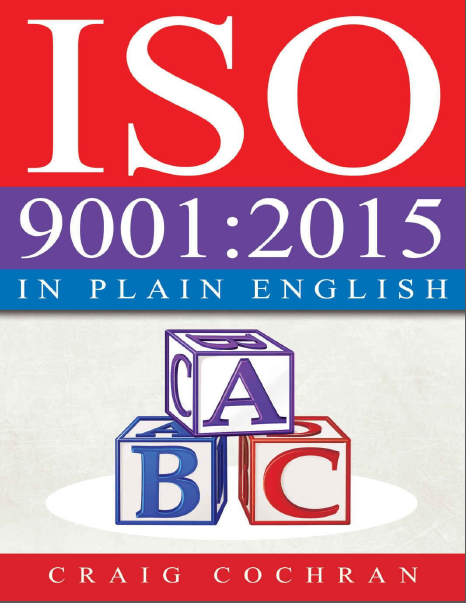 ISO
9001:2015
IN PLAIN ENGLISH
B
C A
A
B C
CRAIG COCHRAN